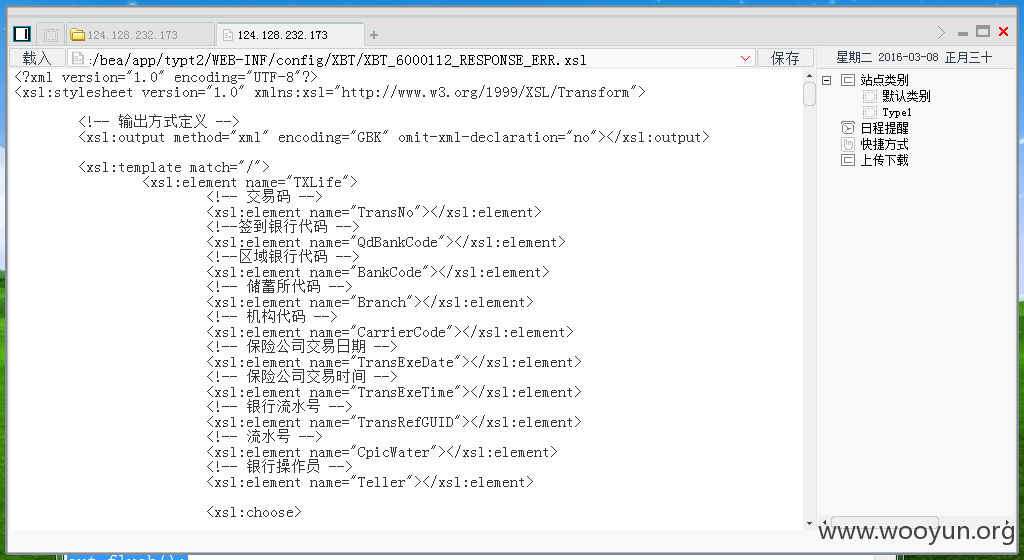 124.128.232.173
124.128.232.173
+
载入
:/bea/app/typt2/WEB-INF/config/XBT/XBT_6000112_RESPONSE_ERR.xsl
保存
星期二 2016-03-08 正月三十
<?xml version="1.0" encoding="UTF-8"?>
<xsl:stylesheet version="1.0" xmlns:xsl="http://www.w3.org/1999/XSL/Transform">
<!-- 输出方式定义 -->
<xsl:output method="xml" encoding="GBK" omit-xml-declaration="no"></xsl:output>
<xsl:template match="/">
<xsl:element name="TXLife">
<!-- 交易码 -->
<xsl:element name="TransNo"></xsl:element>
<!--签到银行代码 -->
<xsl:element name="QdBankCode"></xsl:element>
<!--区域银行代码 -->
<xsl:element name="BankCode"></xsl:element>
<!-- 储蓄所代码 -->
<xsl:element name="Branch"></xsl:element>
<!-- 机构代码 -->
<xsl:element name="CarrierCode"></xsl:element>
<!-- 保险公司交易日期 -->
<xsl:element name="TransExeDate"></xsl:element>
<!-- 保险公司交易时间 -->
<xsl:element name="TransExeTime"></xsl:element>
<!-- 银行流水号 -->
<xsl:element name="TransRefGUID"></xsl:element>
<!-- 流水号 -->
<xsl:element name="CpicWater"></xsl:element>
<!-- 银行操作员 -->
<xsl:element name="Teller"></xsl:element>
<xsl:choose>
站点类别
默认类别
Type1
日程提醒
快捷方式
上传下载
www.wooyun.org